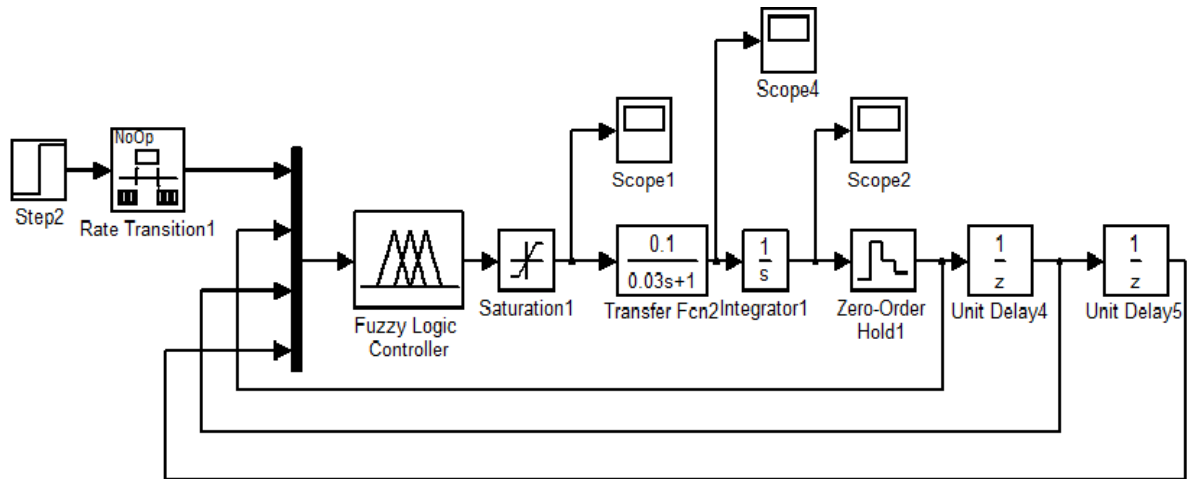 Scope4
NoOp
Scope1
Scope2
Step2
Rate Transition1
0.1
0.03s+1
1
s
1
z
1
z
Saturation1
Transfer Fcn2
Integrator1
Zero-Order
Hold1
Unit Delay4
Unit Delay5
Fuzzy Logic
Controller